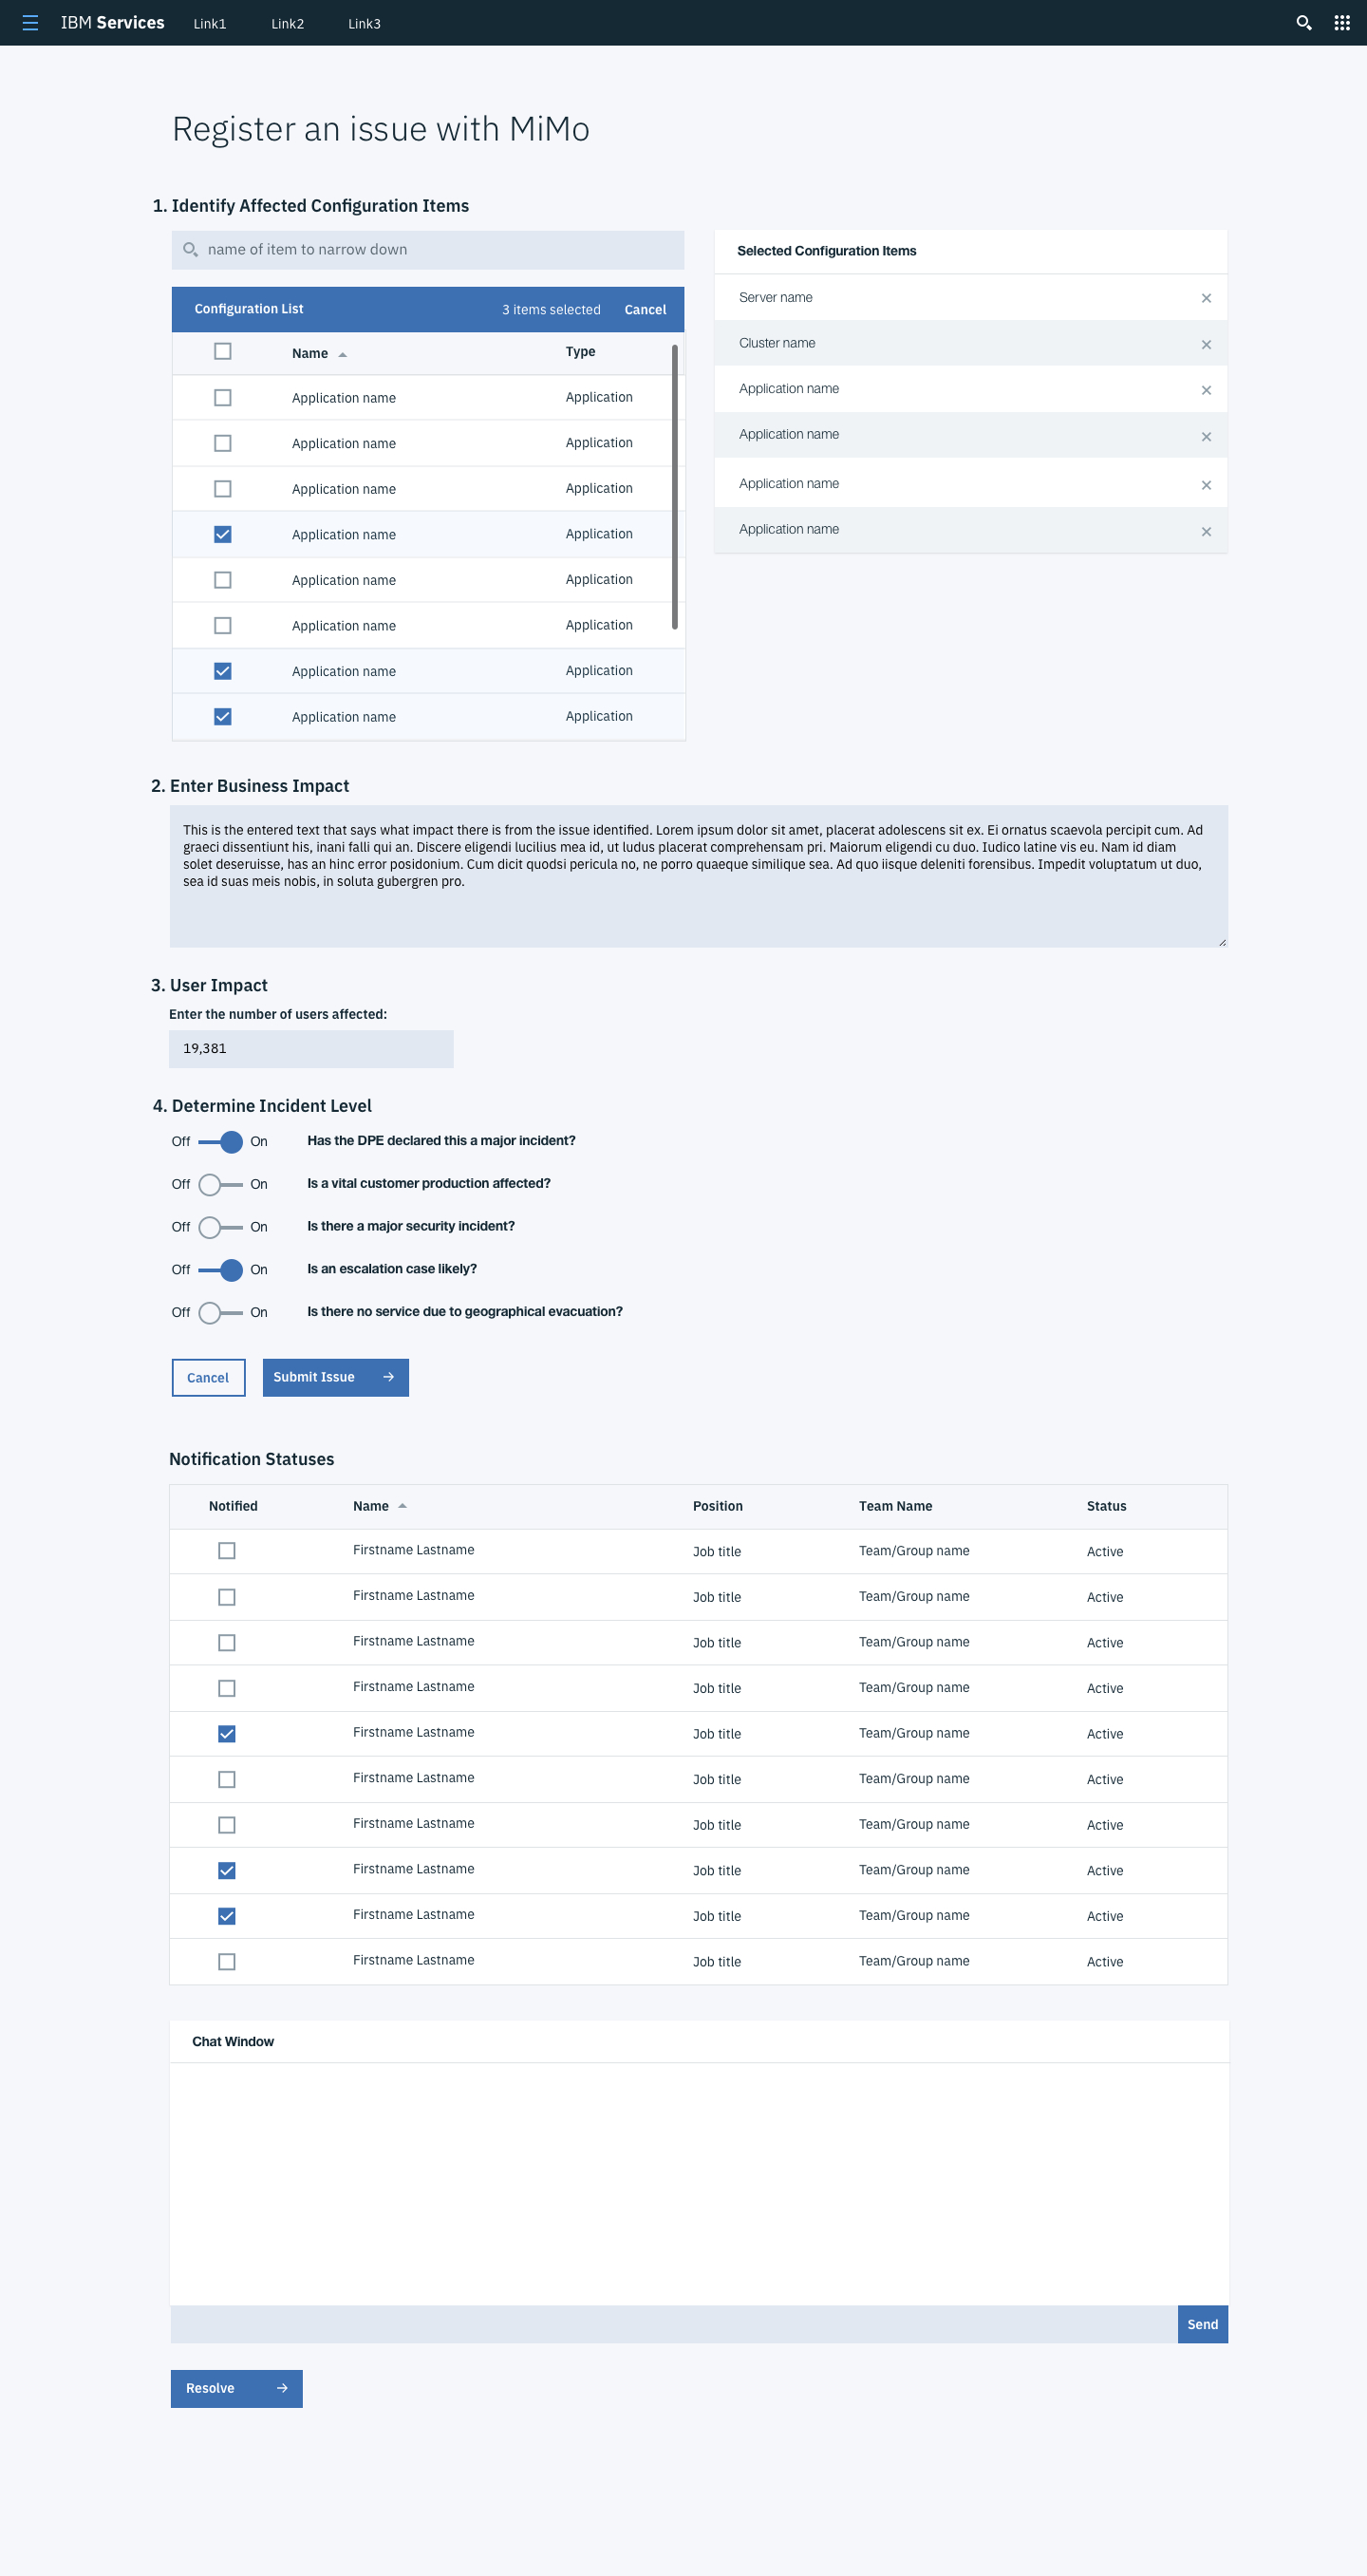 IBM Services Link1 Link2 Link3
Register an issue with MiMo
1. Identify Affected Configuration Items
name of item to narrow down
Configuration List 3 items selected Cancel
Name Type
Application name Application
Application name Application
Application name Application
Application name Application
Application name Application
Application name Application
Application name Application
Application name Application
Selected Configuration Items
Server name
Cluster name
Application name
Application name
Application name
Application name
2. Enter Business Impact
This is the entered text that says what impact there is from the issue identified. Lorem ipsum dolor sit amet, placerat adolescens sit ex. Ei ornatus scaevola percipit cum. Ad
graeci dissentiunt his, inani falli qui an. Discere eligendi lucilius mea id, ut ludus placerat comprehensam pri. Maiorum eligendi cu duo. Iudico latine vis eu. Nam id diam
solet deseruisse, has an hinc error posidonium. Cum dicit quodsi pericula no, ne porro quaeque similique sea. Ad quo iisque deleniti forensibus. Impedit voluptatum ut duo,
sea id suas meis nobis, in soluta gubergren pro.
3. User Impact
Enter the number of users affected:
19,381
4. Determine Incident Level
Off On Has the DPE declared this a major incident?
Off On Is a vital customer production affected?
Off On Is there a major security incident?
Off On Is an escalation case likely?
Off On Is there no service due to geographical evacuation?
Cancel Submit Issue
Notification Statuses
Notified Name Position Team Name Status
Firstname Lastname Job title Team/Group name Active
Firstname Lastname Job title Team/Group name Active
Firstname Lastname Job title Team/Group name Active
Firstname Lastname Job title Team/Group name Active
Firstname Lastname Job title Team/Group name Active
Firstname Lastname Job title Team/Group name Active
Firstname Lastname Job title Team/Group name Active
Firstname Lastname Job title Team/Group name Active
Firstname Lastname Job title Team/Group name Active
Firstname Lastname Job title Team/Group name Active
Chat Window
Send
Resolve